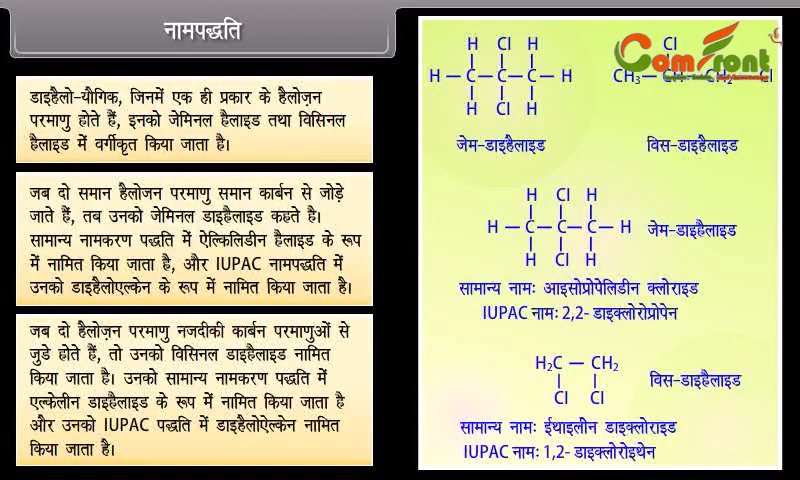 नामपद्धति
डाइहैलो-यौगिक, जिनमें एक ही प्रकार के हैलोज़न
परमाणु होते हैं, इनको जेमिनल हैलाइड तथा विसिनल
हैलाइड में वर्गीकृत किया जाता है।
जब दो समान हैलोजन परमाणु समान कार्बन से जोड़े
जाते हैं, तब उनको जेमिनल डाइहैलाइड कहते है।
सामान्य नामकरण पद्धति में ऐल्किलिडीन हैलाइड के रूप
में नामित किया जाता है, और IUPAC नामपद्धति में
उनको डाइहैलोएल्केन के रूप में नामित किया जाता है।
जब दो हैलोज़न परमाणु नजदीकी कार्बन परमाणुओं से
जुडे होते हैं, तो उनको विसिनल डाइहैलाइड नामित
किया जाता है। उनको सामान्य नामकरण पद्धति में
एल्केलीन डाइहैलाइड के रूप में नामित किया जाता है
और उनको IUPAC पद्धति में डाइहैलोऐल्केन नामित
किया जाता है।
H Cl H
H — C — C — C — H
H Cl H
जेम-डाइहैलाइड
ComFront
Cl
CH₃ — CH — CH₂ — Cl
विस-डाइहैलाइड
H Cl H
H — C — C — C — H
H Cl H
जेम-डाइहैलाइड
सामान्य नामः आइसोप्रोपेलिडीन क्लोराइड
IUPAC नामः 2,2- डाइक्लोरोप्रोपेन
H₂C — CH₂
Cl Cl
विस-डाइहैलाइड
सामान्य नामः ईथाइलीन डाइक्लोराइड
IUPAC नामः 1,2- डाइक्लोरोइथेन